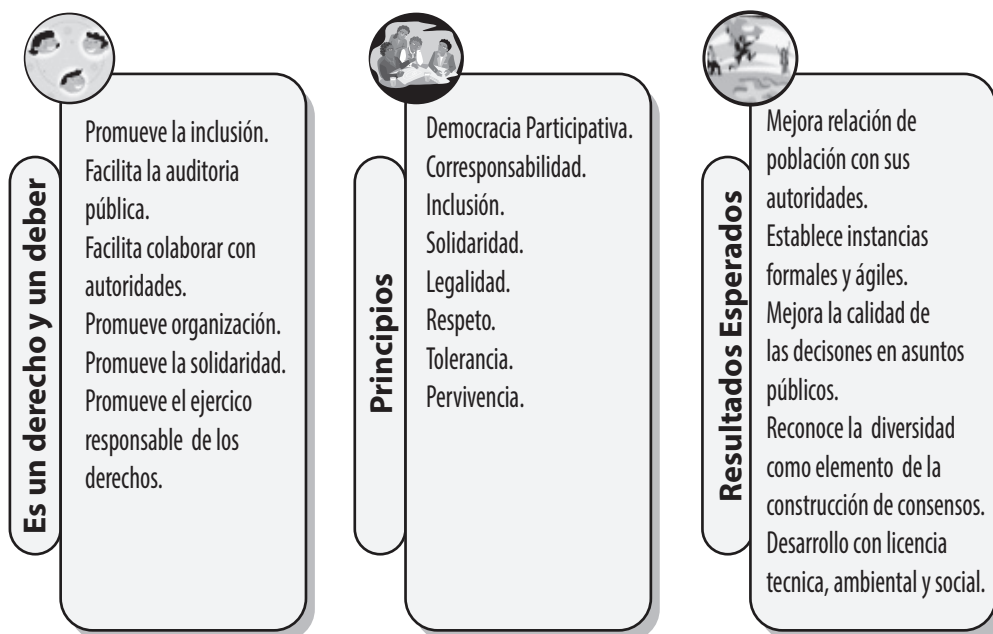 Es un derecho y un deber
Promueve la inclusión.
Facilita la auditoria
pública.
Facilita colaborar con
autoridades.
Promueve organización.
Promueve la solidaridad.
Promueve el ejercico
responsable de los
derechos.
Principios
Democracia Participativa.
Corresponsabilidad.
Inclusión.
Solidaridad.
Legalidad.
Respeto.
Tolerancia.
Pervivencia.
Resultados Esperados
Mejora relación de
población con sus
autoridades.
Establece instancias
formales y ágiles.
Mejora la calidad de
las decisones en asuntos
públicos.
Reconoce la diversidad
como elemento de la
construcción de consensos.
Desarrollo con licencia
tecnica, ambiental y social.